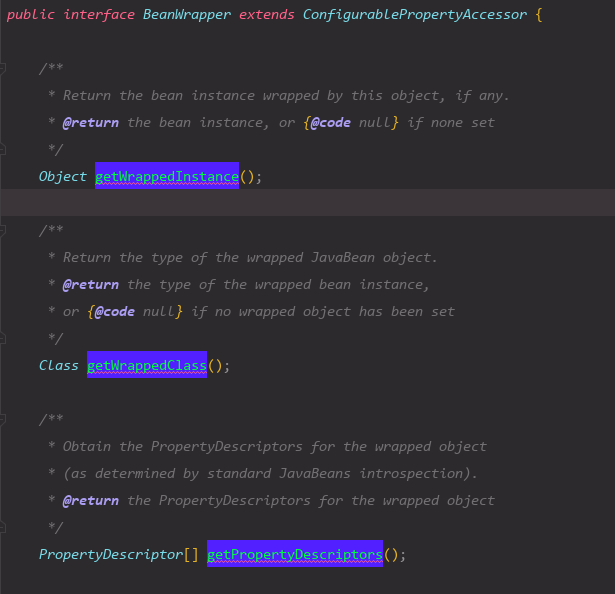 public interface BeanWrapper extends ConfigurablePropertyAccessor {
/**
* Return the bean instance wrapped by this object, if any.
* @return the bean instance, or {@code null} if none set
*/
Object getWrappedInstance();
/**
* Return the type of the wrapped JavaBean object.
* @return the type of the wrapped bean instance,
* or {@code null} if no wrapped object has been set
*/
Class getWrappedClass();
/**
* Obtain the PropertyDescriptors for the wrapped object
* (as determined by standard JavaBeans introspection).
* @return the PropertyDescriptors for the wrapped object
*/
PropertyDescriptor[] getPropertyDescriptors();